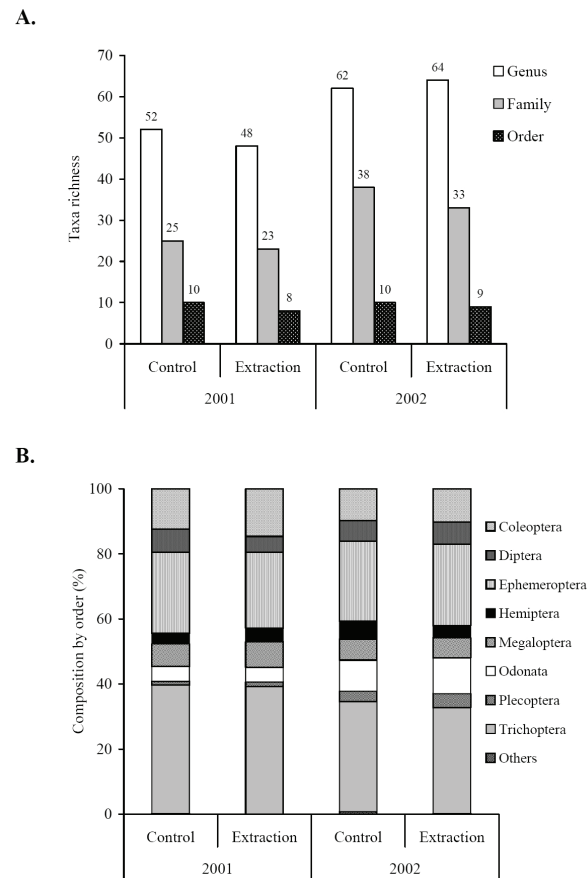 A.
Taxa richness
70
60
50
40
30
20
10
0
52
25
10
48
23
8
62
38
10
64
33
9
Genus
Family
Order
Control
Extraction
Control
Extraction
2001
2002
B.
Composition by order (%)
100
80
60
40
20
0
Coleoptera
Diptera
Ephemeroptera
Hemiptera
Megaloptera
Odonata
Plecoptera
Trichoptera
Others
Control
Extraction
Control
Extraction
2001
2002